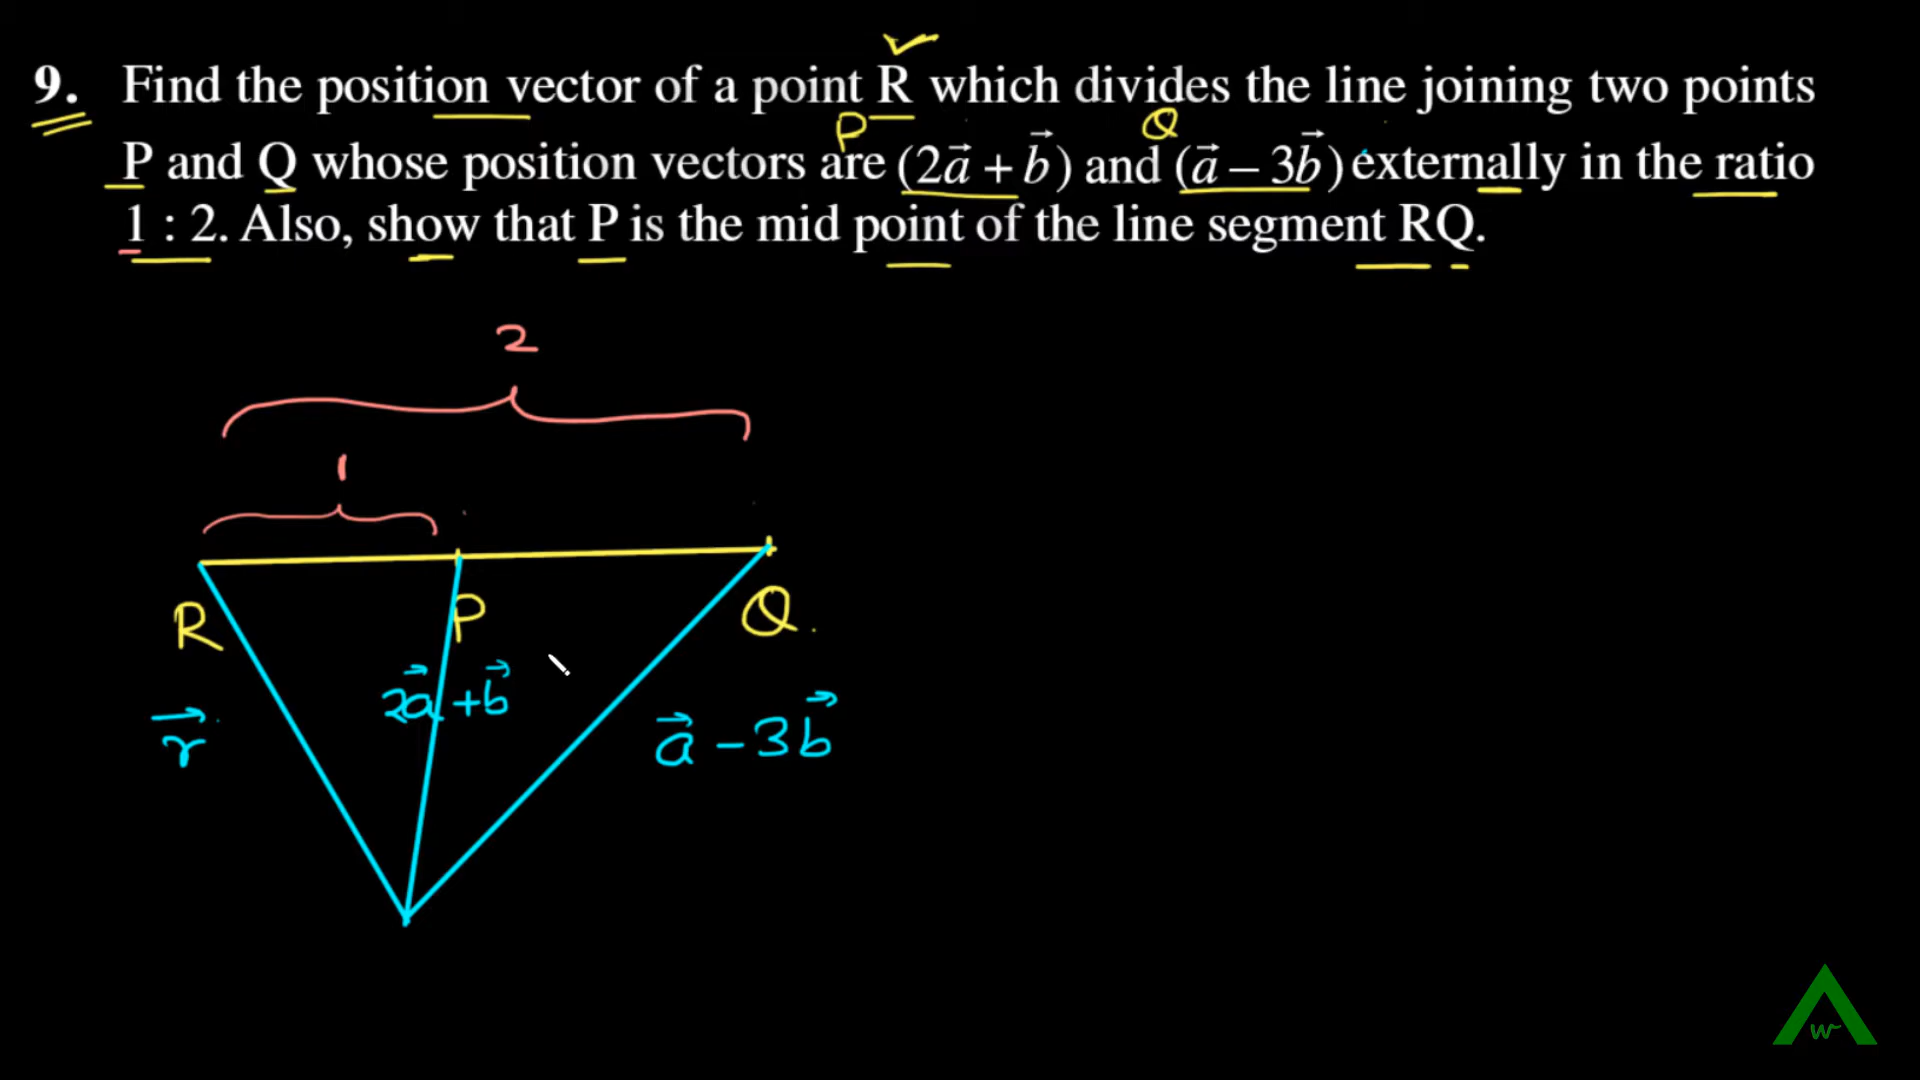 9. Find the position vector of a point R which divides the line joining two points
P Q
P and Q whose position vectors are (2a⃗ + b⃗) and (a⃗ – 3b⃗) externally in the ratio
1 : 2. Also, show that P is the mid point of the line segment RQ.
2
1
R P Q
2a⃗ + b⃗
r⃗ a⃗ – 3b⃗
w